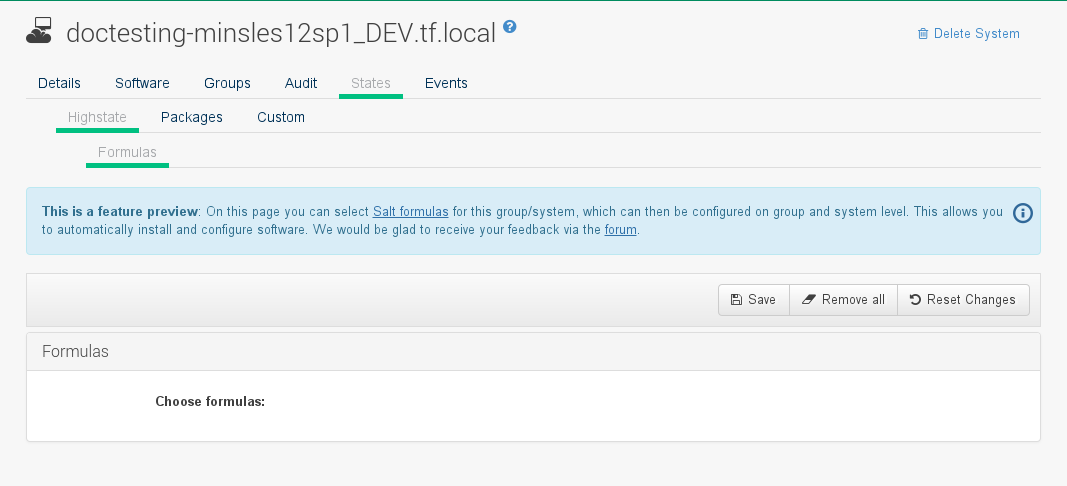 doctesting-minsles12sp1_DEV.tf.local ?
Delete System
Details Software Groups Audit States Events
Highstate Packages Custom
Formulas
This is a feature preview: On this page you can select Salt formulas for this group/system, which can then be configured on group and system level. This allows you
to automatically install and configure software. We would be glad to receive your feedback via the forum.
Save Remove all Reset Changes
Formulas
Choose formulas: